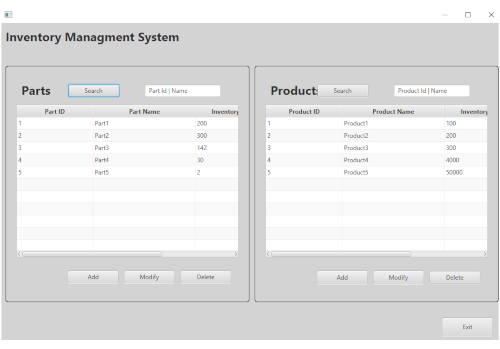 Inventory Managment System
Parts
Search
Part Id | Name
Part ID Part Name Inventory
1 Part1 200
2 Part2 300
3 Part3 142
4 Part4 30
5 Part5 2
Add Modify Delete
Product
Search
Product Id | Name
Product ID Product Name Inventory
1 Product1 100
2 Product2 200
3 Product3 300
4 Product4 4000
5 Product5 50000
Add Modify Delete
Exit